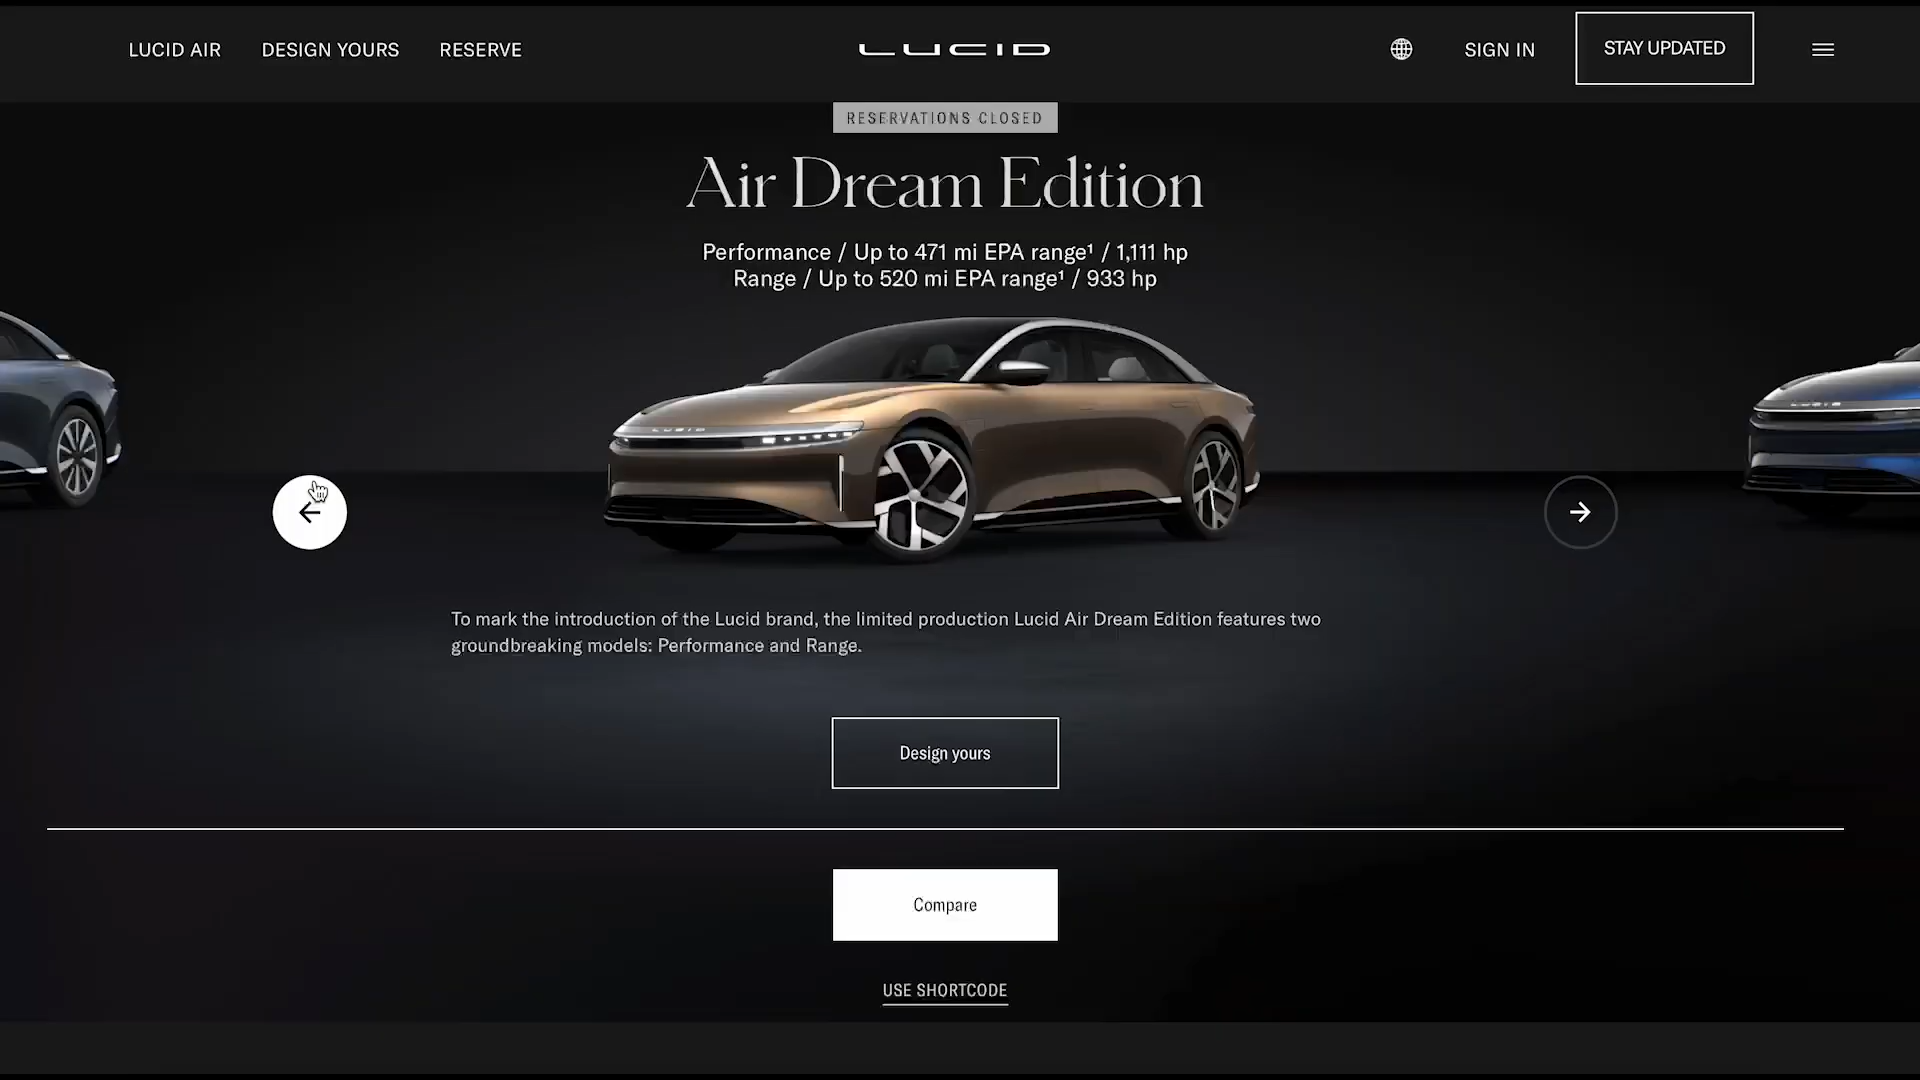 LUCID AIR
DESIGN YOURS
RESERVE
LUCID
SIGN IN
STAY UPDATED
RESERVATIONS CLOSED
Air Dream Edition
Performance / Up to 471 mi EPA range¹ / 1,111 hp
Range / Up to 520 mi EPA range¹ / 933 hp
LUCID
LUCID
To mark the introduction of the Lucid brand, the limited production Lucid Air Dream Edition features two
groundbreaking models: Performance and Range.
Design yours
Compare
USE SHORTCODE